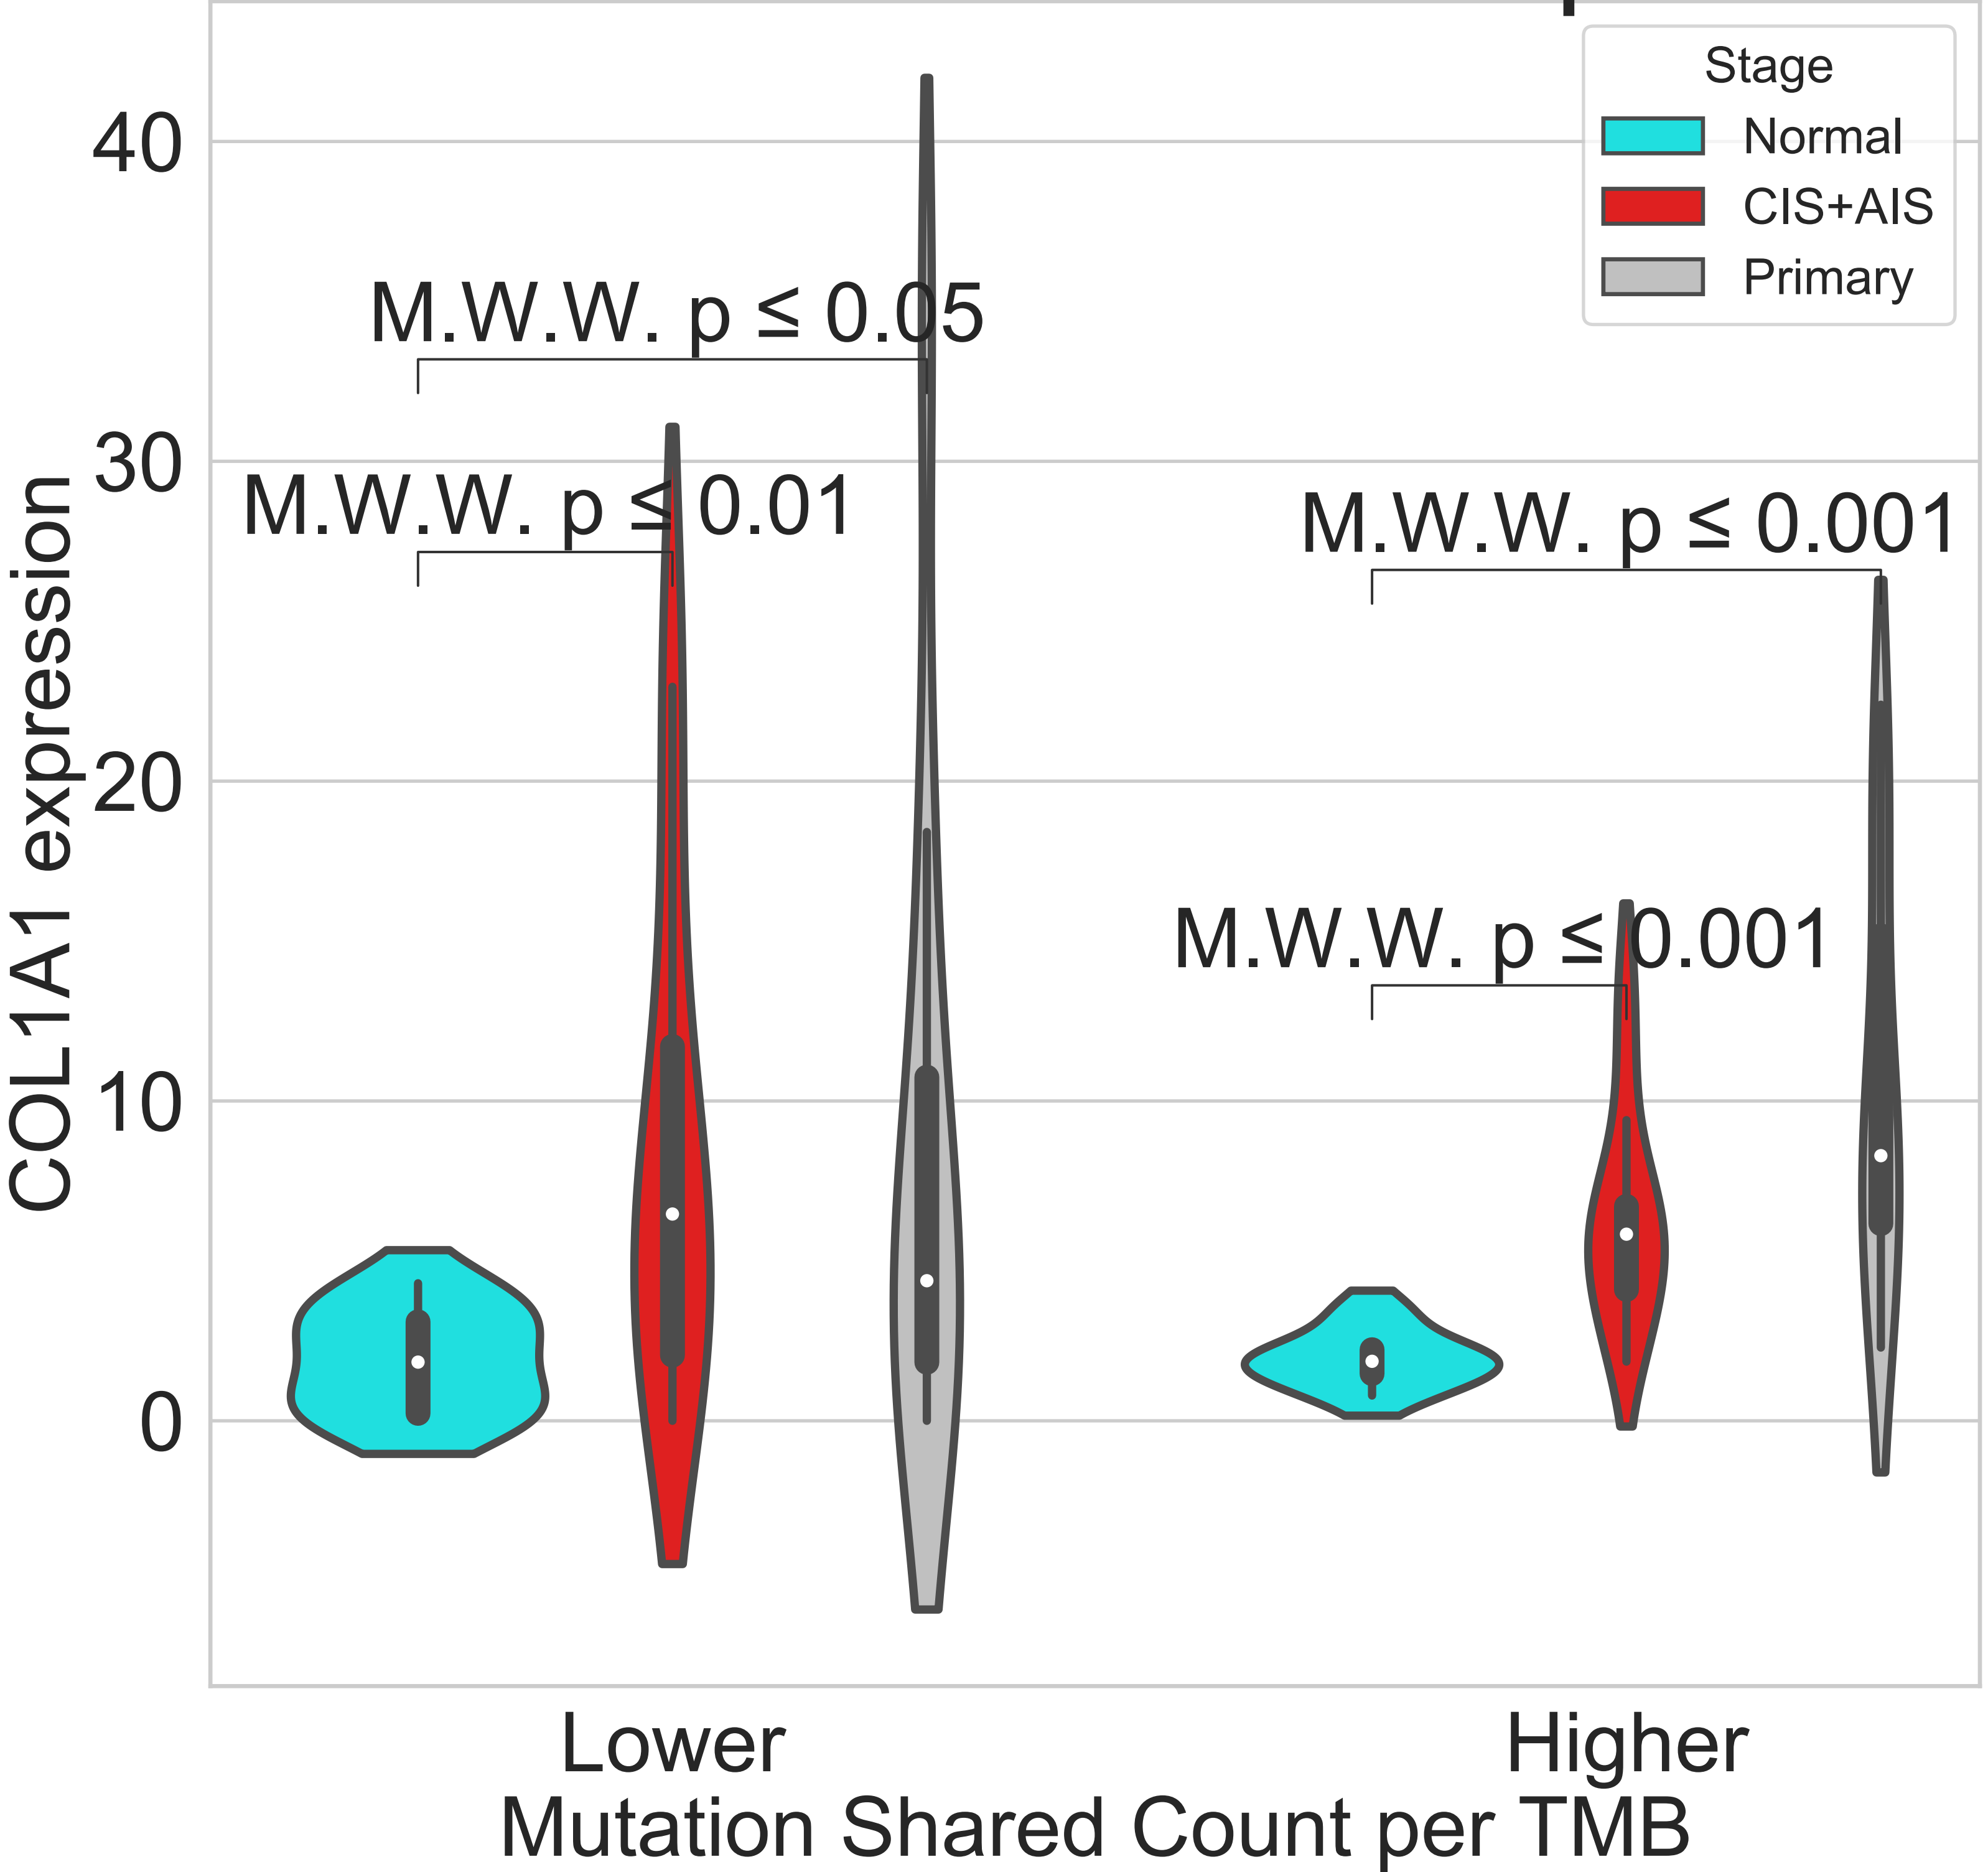 Stage
Normal
CIS+AIS
Primary
40
30
20
10
0
COL1A1 expression
M.W.W. p ≤ 0.05
M.W.W. p ≤ 0.01
M.W.W. p ≤ 0.001
M.W.W. p ≤ 0.001
Lower
Higher
Mutation Shared Count per TMB